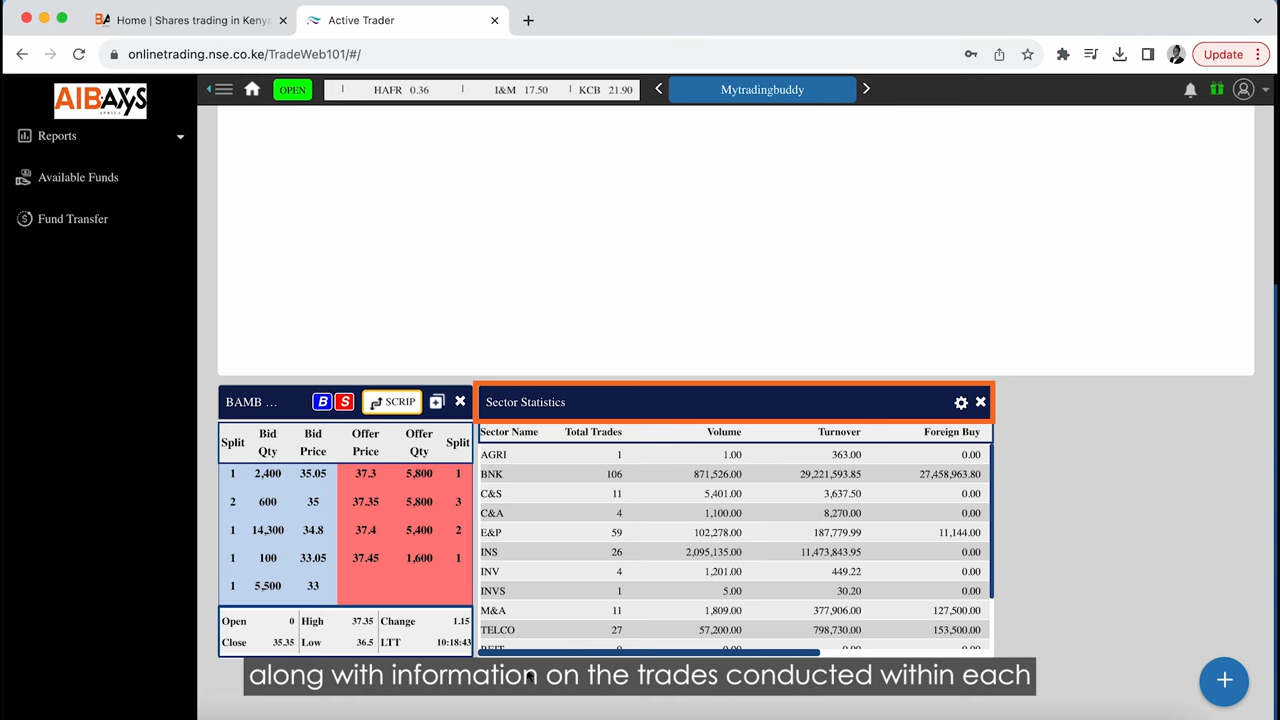 Home | Shares trading in Kenya
Active Trader
onlinetrading.nse.co.ke/TradeWeb101/#/
Update
AIBAXYS
AFRICA
OPEN
HAFR 0.36 I&M 17.50 KCB 21.90
Mytradingbuddy
Reports
Available Funds
Fund Transfer
BAMB ... B S SCRIP
Split Bid Qty Bid Price Offer Price Offer Qty Split
1 2,400 35.05 37.3 5,800 1
2 600 35 37.35 5,800 3
1 14,300 34.8 37.4 5,400 2
1 100 33.05 37.45 1,600 1
1 5,500 33
Open 0 High 37.35 Change 1.15
Close 35.35 Low 36.5 LTT 10:18:43
Sector Statistics
Sector Name Total Trades Volume Turnover Foreign Buy
AGRI 1 1.00 363.00 0.00
BNK 106 871,526.00 29,221,593.85 27,458,963.80
C&S 11 5,401.00 3,637.50 0.00
C&A 4 1,100.00 8,270.00 0.00
E&P 59 102,278.00 187,779.99 11,144.00
INS 26 2,095,135.00 11,473,843.95 0.00
INV 4 1,201.00 449.22 0.00
INVS 1 5.00 30.20 0.00
M&A 11 1,809.00 377,906.00 127,500.00
TELCO 27 57,200.00 798,730.00 153,500.00
REIT 0 0.00 0.00 0.00
along with information on the trades conducted within each